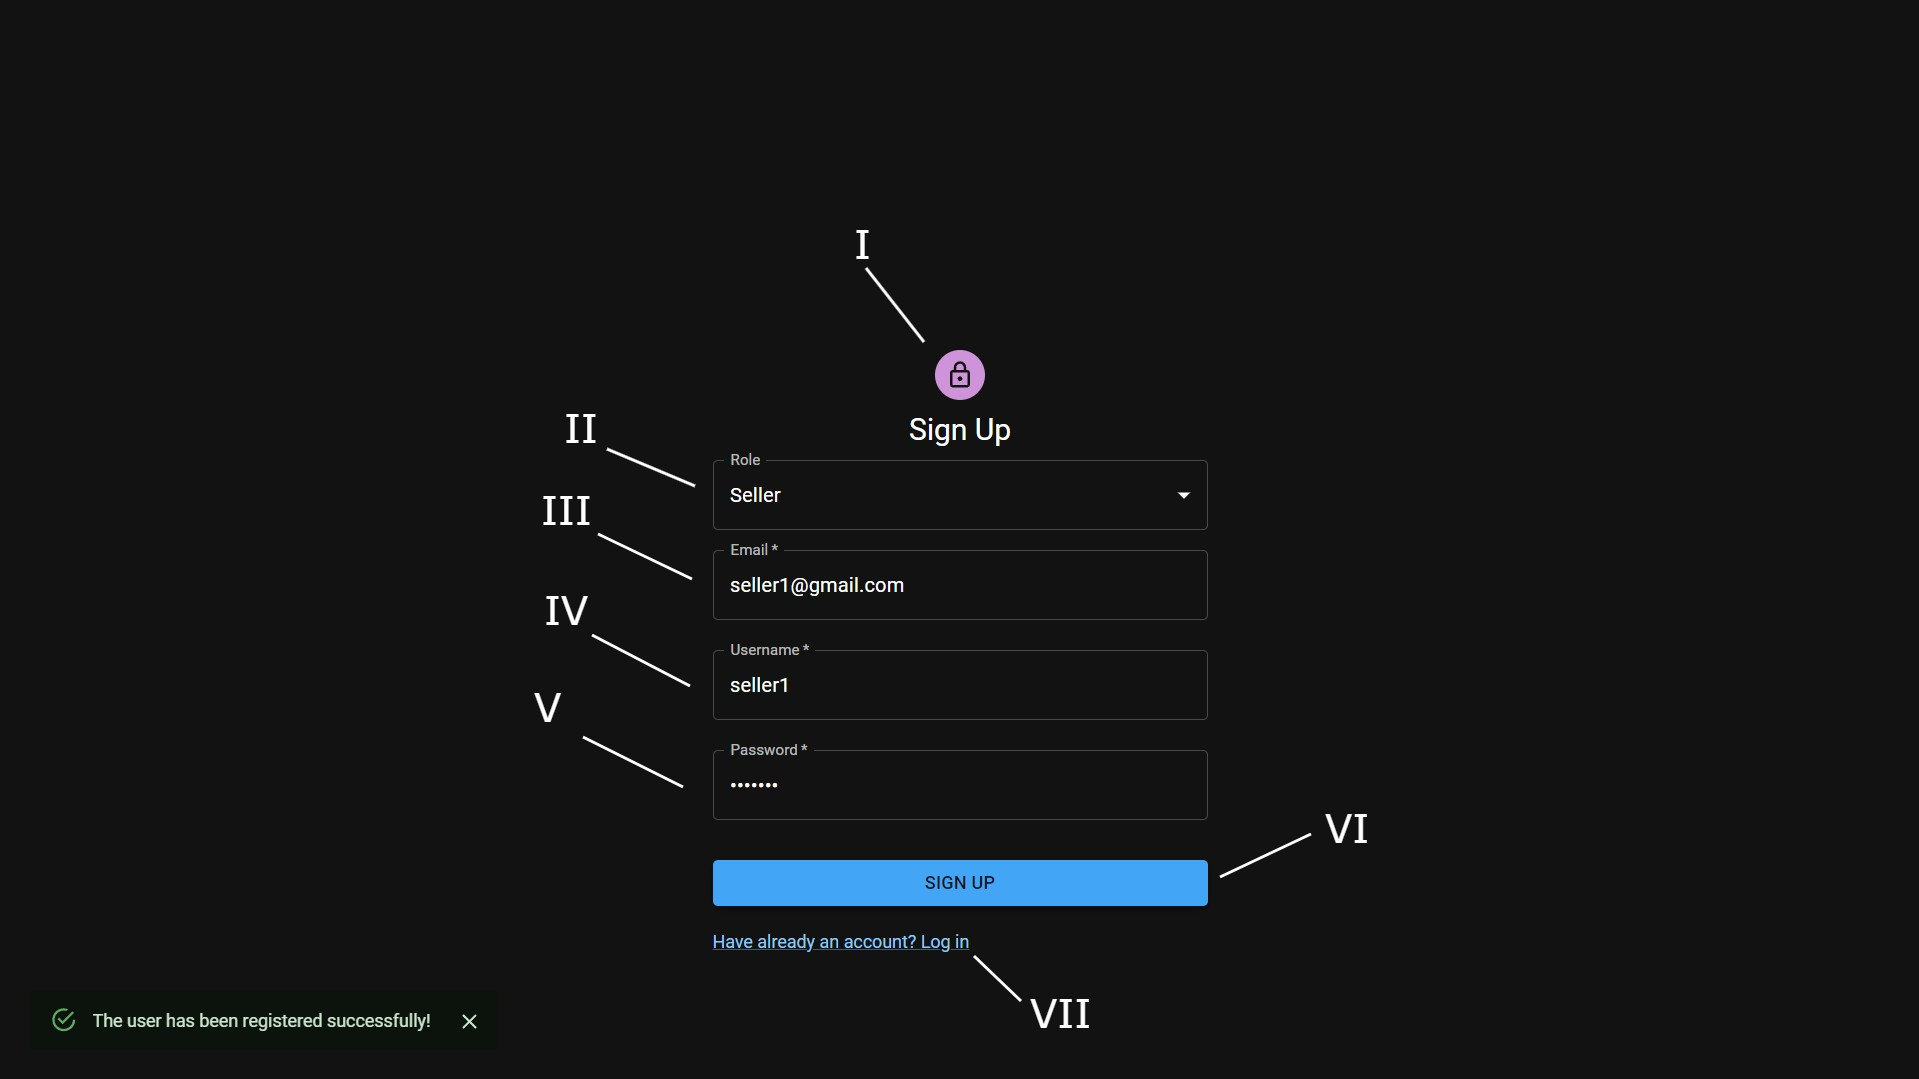 I
Sign Up
II
Role
Seller
III
Email *
seller1@gmail.com
IV
Username *
seller1
V
Password *
•••••••
VI
SIGN UP
Have already an account? Log in
VII
The user has been registered successfully!